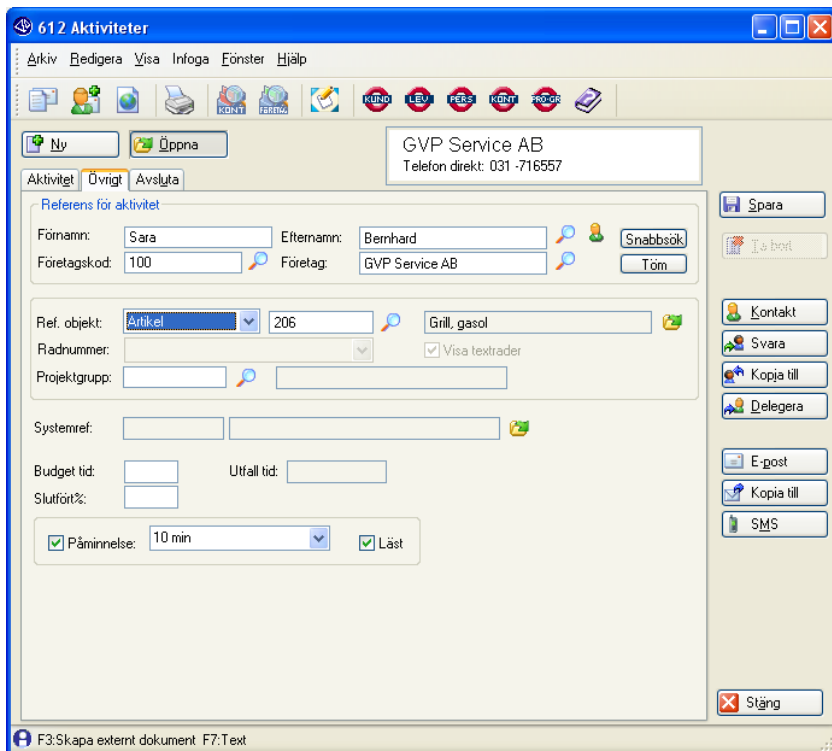 612 Aktiviteter
Arkiv Redigera Visa Infoga Fönster Hjälp
KONT FÖRETAG KUND LEV PERS KONT PRO-GR
Ny Öppna
GVP Service AB
Telefon direkt: 031 -716557
Aktivitet Övrigt Avsluta
Referens för aktivitet
Förnamn: Sara Efternamn: Bernhard Snabbsök
Företagskod: 100 Företag: GVP Service AB Töm
Ref. objekt: Artikel 206 Grill, gasol
Radnummer: Visa textrader
Projektgrupp:
Systemref:
Budget tid: Utfall tid:
Slutfört%:
Påminnelse: 10 min Läst
Spara
Ta bort
Kontakt
Svara
Kopia till
Delegera
E-post
Kopia till
SMS
Stäng
F3:Skapa externt dokument F7:Text